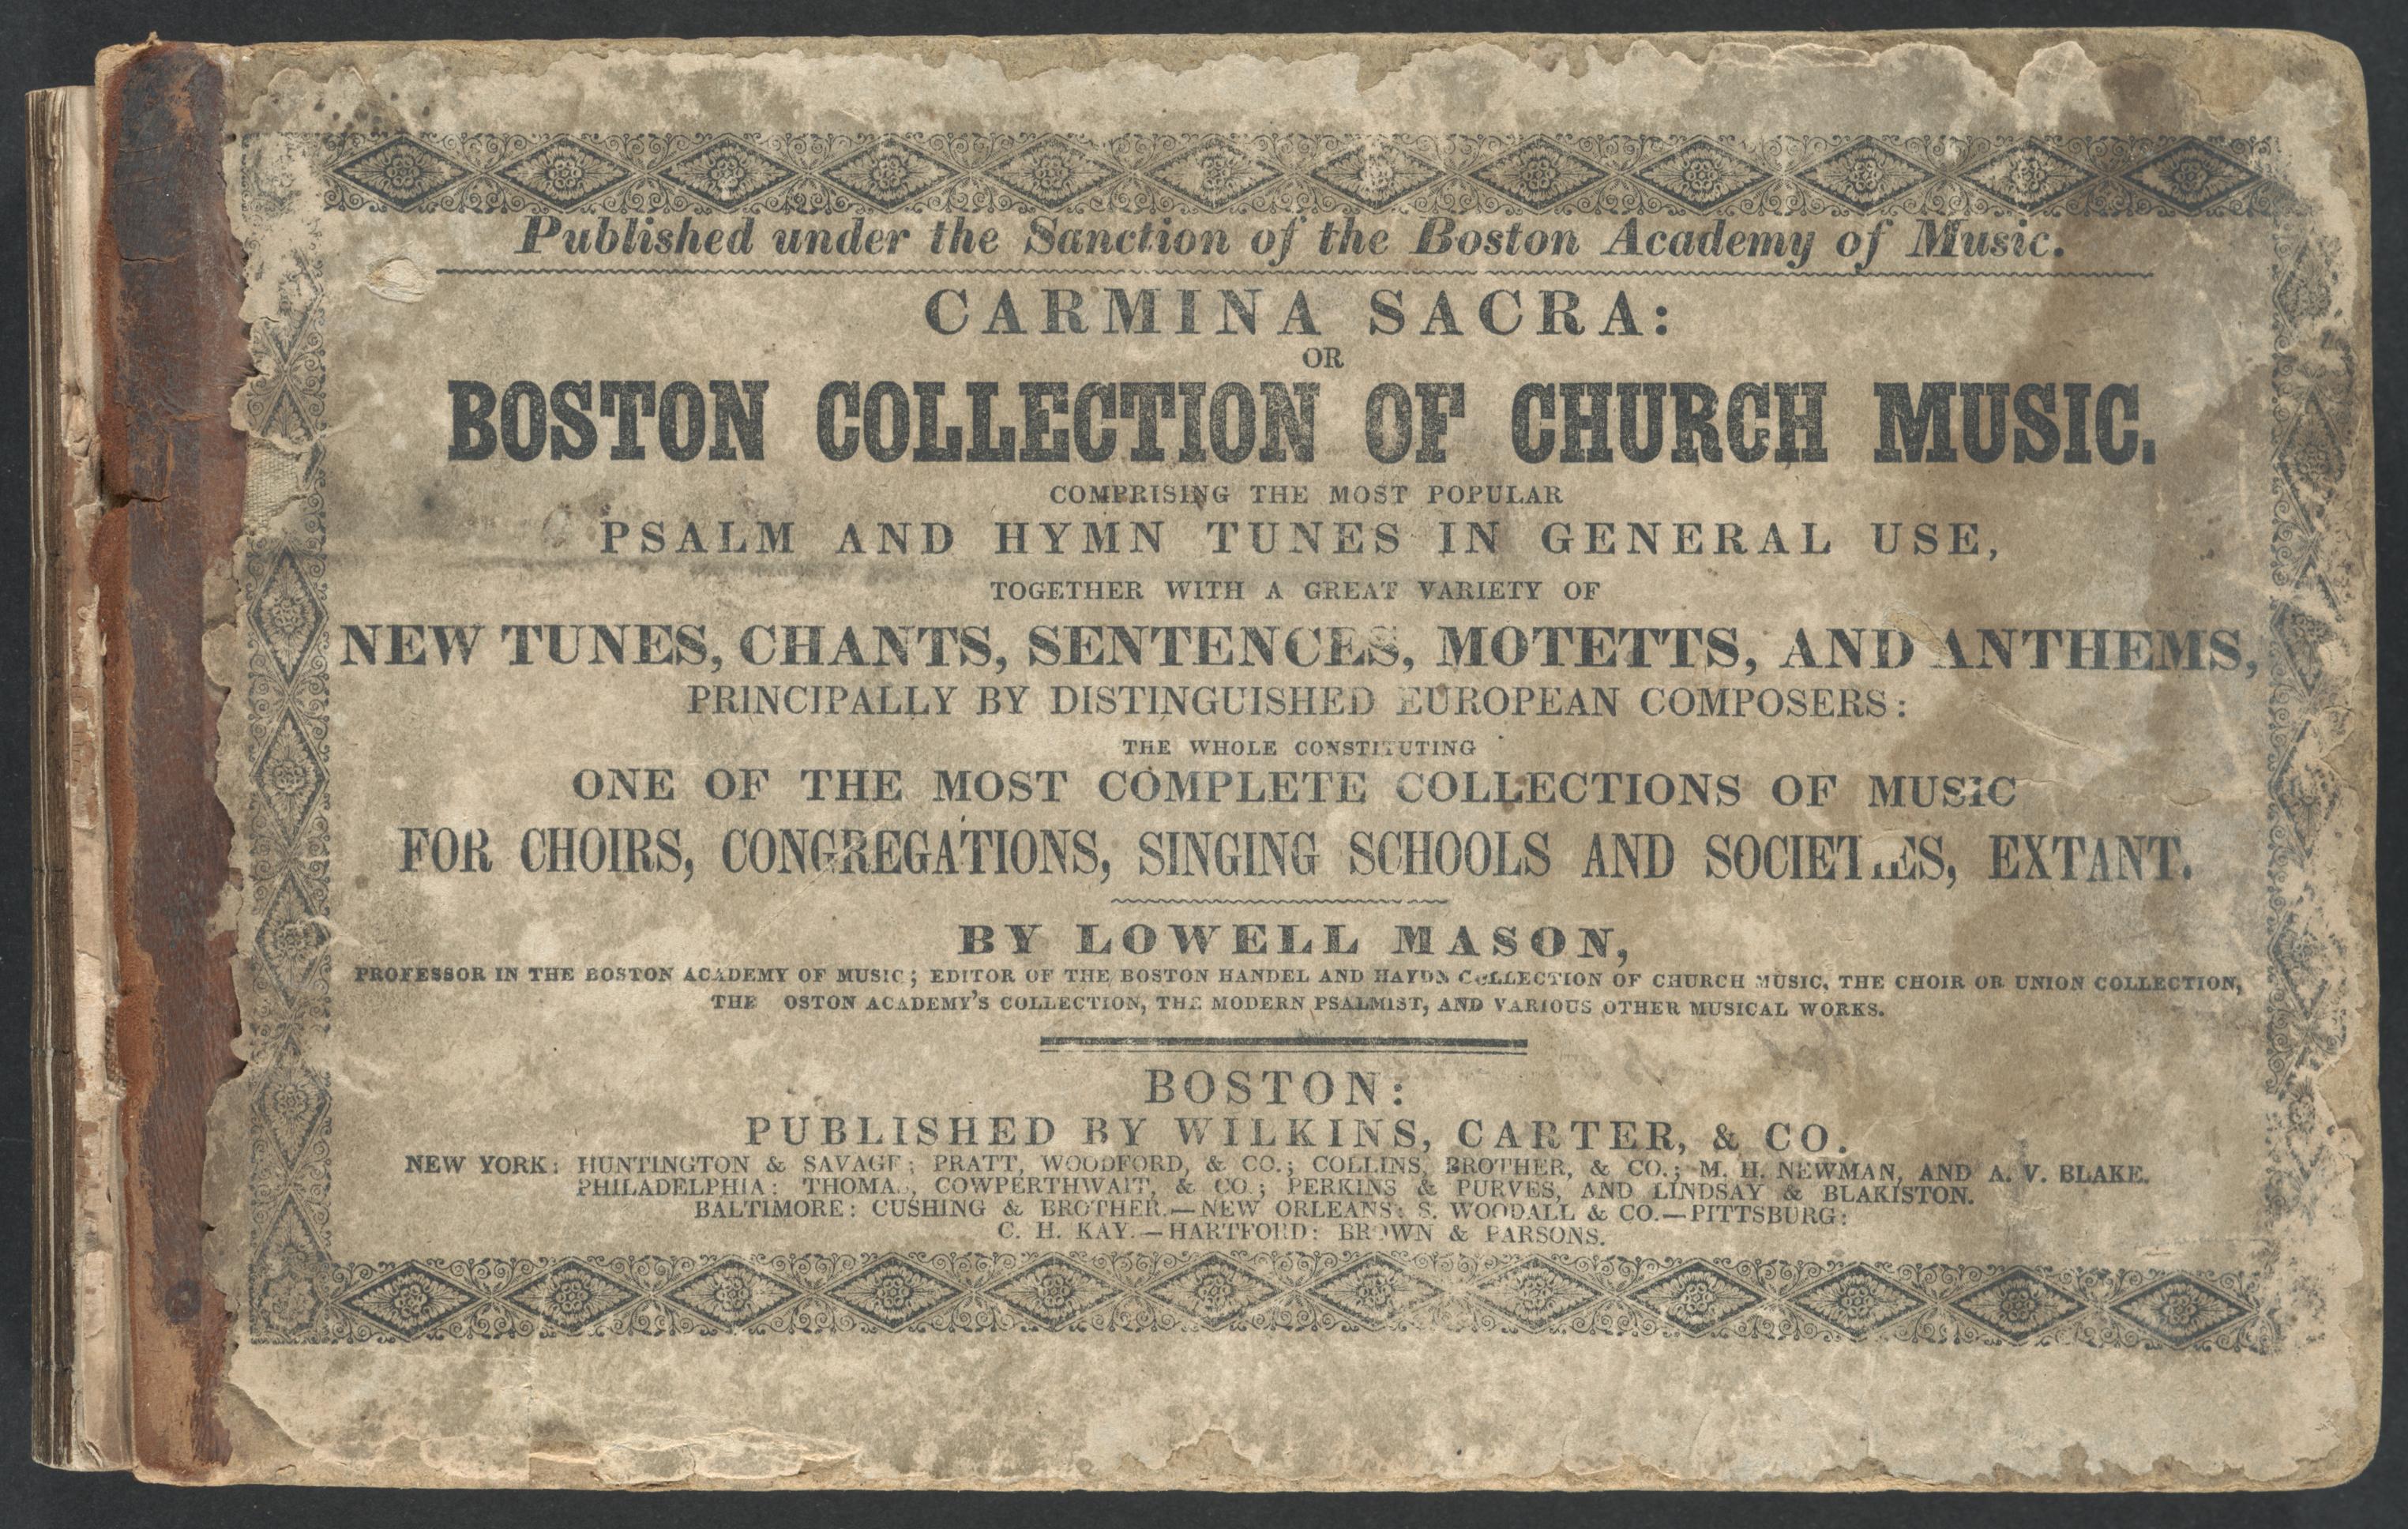 Published under the Sanction of the Boston Academy of Music.
CARMINA SACRA:
OR
BOSTON COLLECTION OF CHURCH MUSIC.
COMPRISING THE MOST POPULAR
PSALM AND HYMN TUNES IN GENERAL USE,
TOGETHER WITH A GREAT VARIETY OF
NEW TUNES, CHANTS, SENTENCES, MOTETTS, AND ANTHEMS,
PRINCIPALLY BY DISTINGUISHED EUROPEAN COMPOSERS:
THE WHOLE CONSTITUTING
ONE OF THE MOST COMPLETE COLLECTIONS OF MUSIC
FOR CHOIRS, CONGREGATIONS, SINGING SCHOOLS AND SOCIETIES, EXTANT.
BY LOWELL MASON,
PROFESSOR IN THE BOSTON ACADEMY OF MUSIC; EDITOR OF THE BOSTON HANDEL AND HAYDN COLLECTION OF CHURCH MUSIC, THE CHOIR OR UNION COLLECTION,
THE OSTON ACADEMY'S COLLECTION, THE MODERN PSALMIST, AND VARIOUS OTHER MUSICAL WORKS.
BOSTON:
PUBLISHED BY WILKINS, CARTER, & CO.
NEW YORK: HUNTINGTON & SAVAGE; PRATT, WOODFORD, & CO.; COLLINS, BROTHER, & CO.; M. H. NEWMAN, AND A. V. BLAKE.
PHILADELPHIA: THOMAS, COWPERTHWAIT, & CO.; PERKINS & PURVES, AND LINDSAY & BLAKISTON.
BALTIMORE: CUSHING & BROTHER.—NEW ORLEANS: S. WOODALL & CO.—PITTSBURG:
C. H. KAY.—HARTFORD: BROWN & PARSONS.